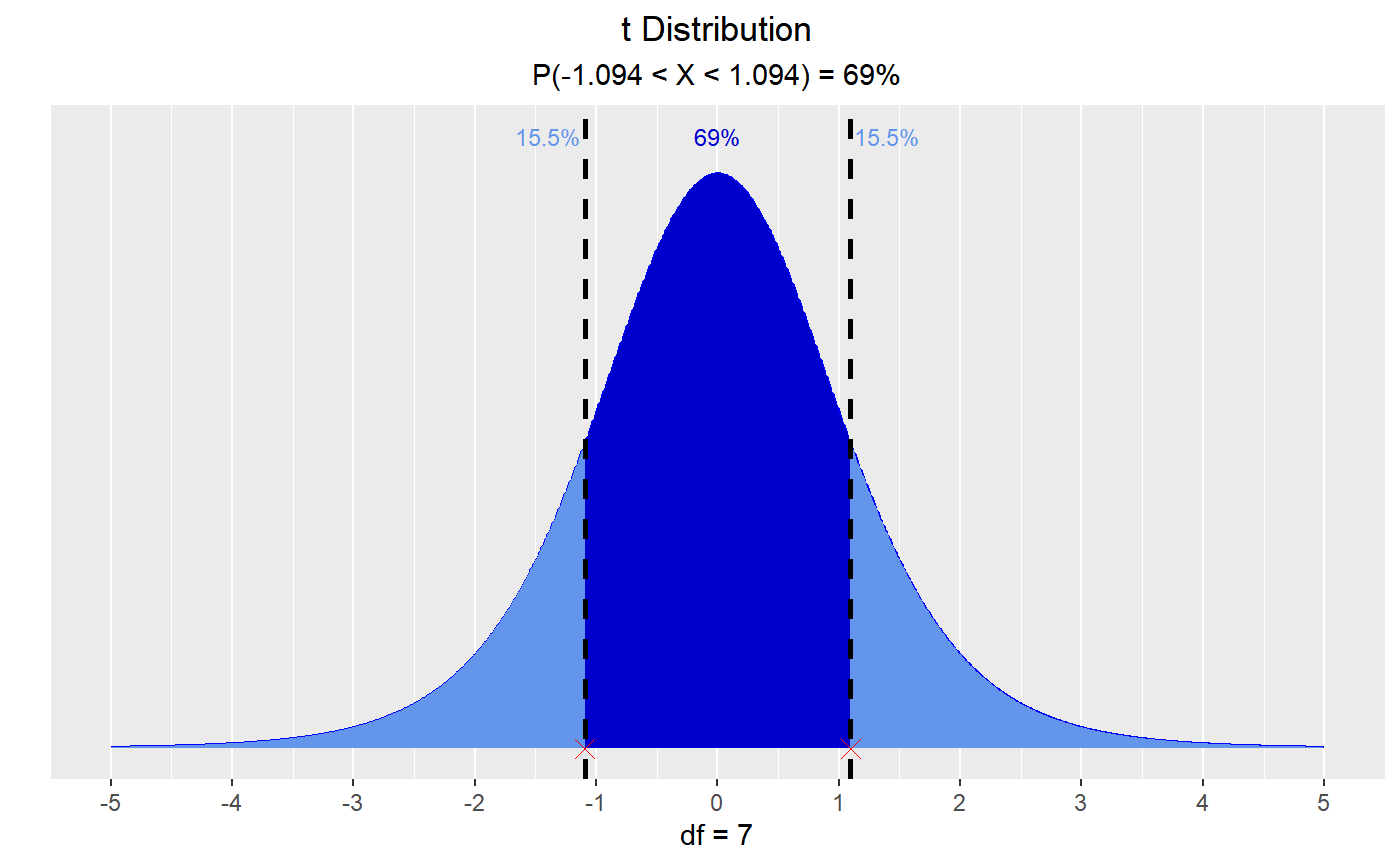 t Distribution
P(-1.094 < X < 1.094) = 69%
15.5% 69% 15.5%
-5 -4 -3 -2 -1 0 1 2 3 4 5
df = 7